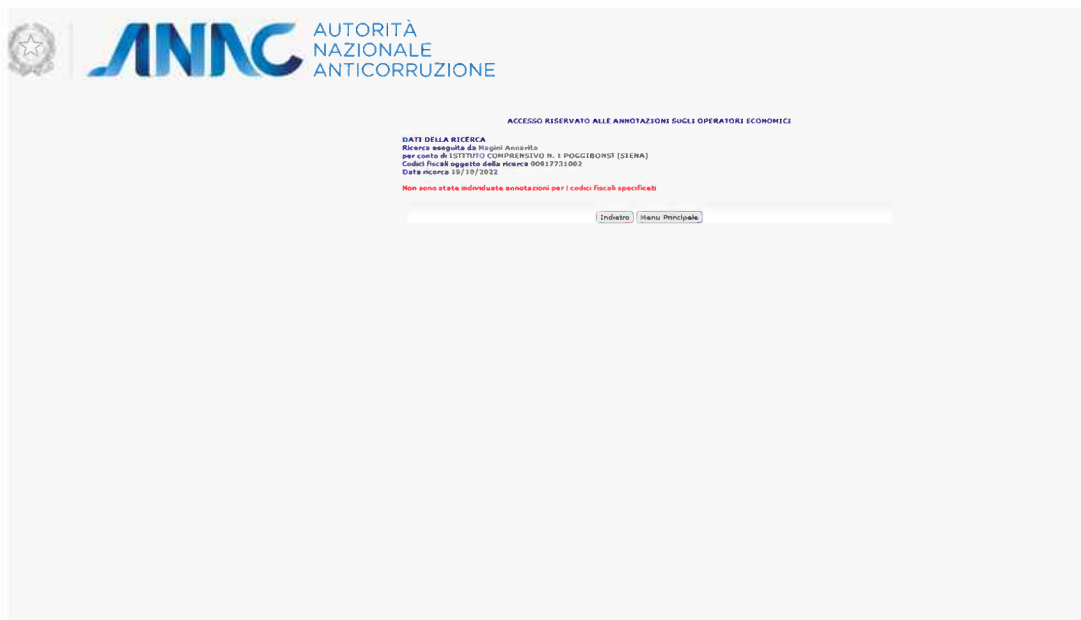 ANAC
AUTORITÀ
NAZIONALE
ANTICORRUZIONE
ACCESSO RISERVATO ALLE ANNOTAZIONI SUGLI OPERATORI ECONOMICI
DATI DELLA RICERCA
Ricerca eseguita da Magini Annarita
per conto di ISTITUTO COMPRENSIVO N. 1 POGGIBONSI (SIENA)
Codici fiscali oggetto della ricerca
Data ricerca 19/10/2022
Non sono state individuate annotazioni per i codici fiscali specificati
Indietro Menu Principale